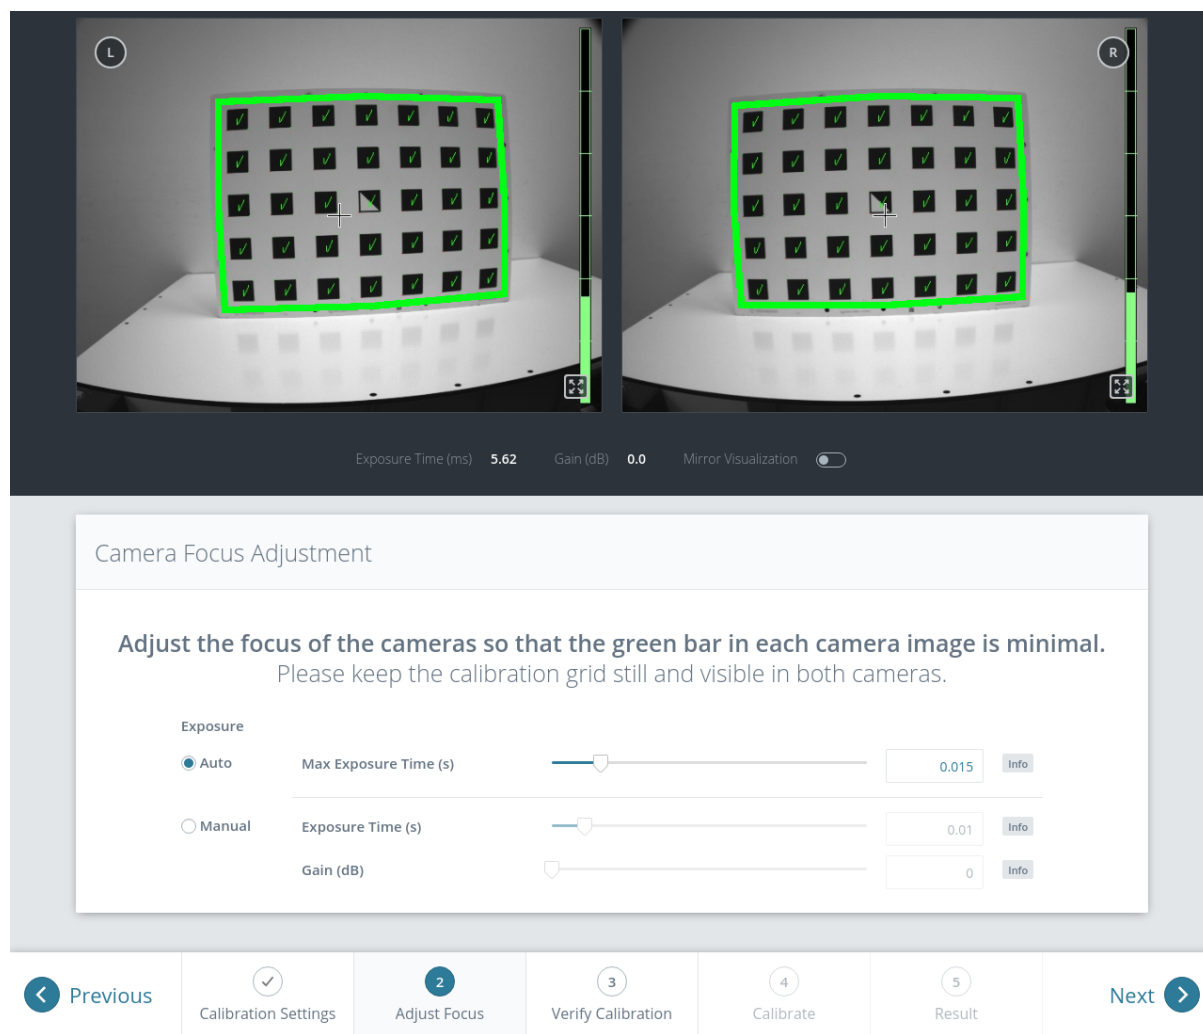 L
R
Exposure Time (ms) 5.62 Gain (dB) 0.0 Mirror Visualization
Camera Focus Adjustment
Adjust the focus of the cameras so that the green bar in each camera image is minimal.
Please keep the calibration grid still and visible in both cameras.
Exposure
Auto Max Exposure Time (s) 0.015 Info
Manual Exposure Time (s) 0.01 Info
Gain (dB) 0 Info
Previous
2
3
4
5
Calibration Settings
Adjust Focus
Verify Calibration
Calibrate
Result
Next